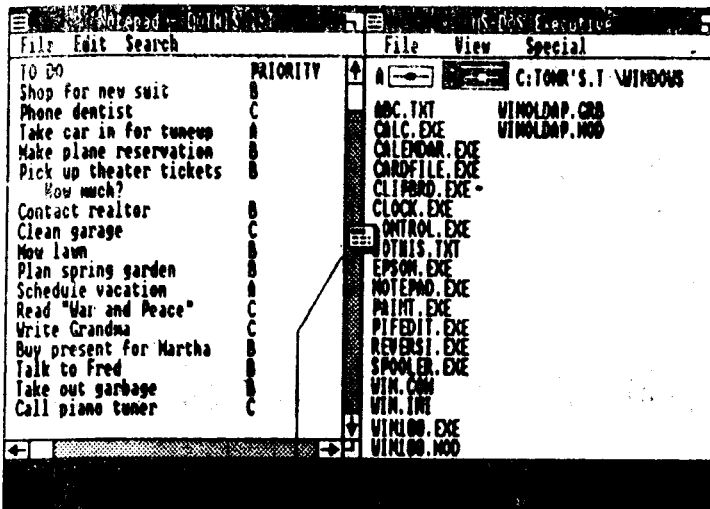 Notepad - DOTHIS.TXT
File Edit Search
TO DO PRIORITY
Shop for new suit B
Phone dentist C
Take car in for tuneup A
Make plane reservation B
Pick up theater tickets B
How much?
Contact realtor B
Clean garage C
Mow lawn B
Plan spring garden B
Schedule vacation A
Read "War and Peace" C
Write Grandma C
Buy present for Martha B
Talk to Fred B
Take out garbage
Call piano tuner C
MS-DOS Executive
File View Special
A C:TOMR'S.T \WINDOWS
ABC.TXT WINOLDAP.GRB
CALC.EXE WINOLDAP.MOD
CALENDAR.EXE
CARDFILE.EXE
CLIPBRD.EXE
CLOCK.EXE
ONTROL.EXE
OTHIS.TXT
EPSON.EXE
NOTEPAD.EXE
PAINT.EXE
PIFEDIT.EXE
REVERSI.EXE
SPOOLER.EXE
WIN.COM
WIN.INI
WIN100.EXE
WIN100.MOD